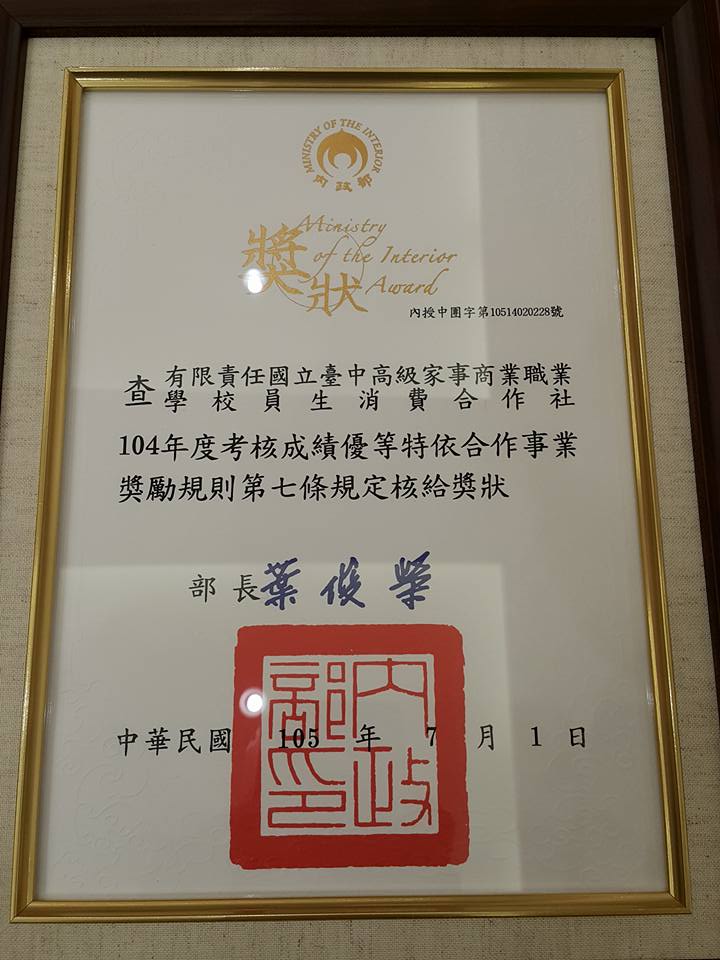 MINISTRY OF THE INTERIOR
內政部
獎狀
Ministry
of the Interior
Award
內授中團字第10514020228號
查
有限責任國立臺中高級家事商業職業
學校員生消費合作社
104年度考核成績優等特依合作事業
獎勵規則第七條規定核給獎狀
部長葉俊榮
內政部印
中華民國 105 年 7 月 1 日